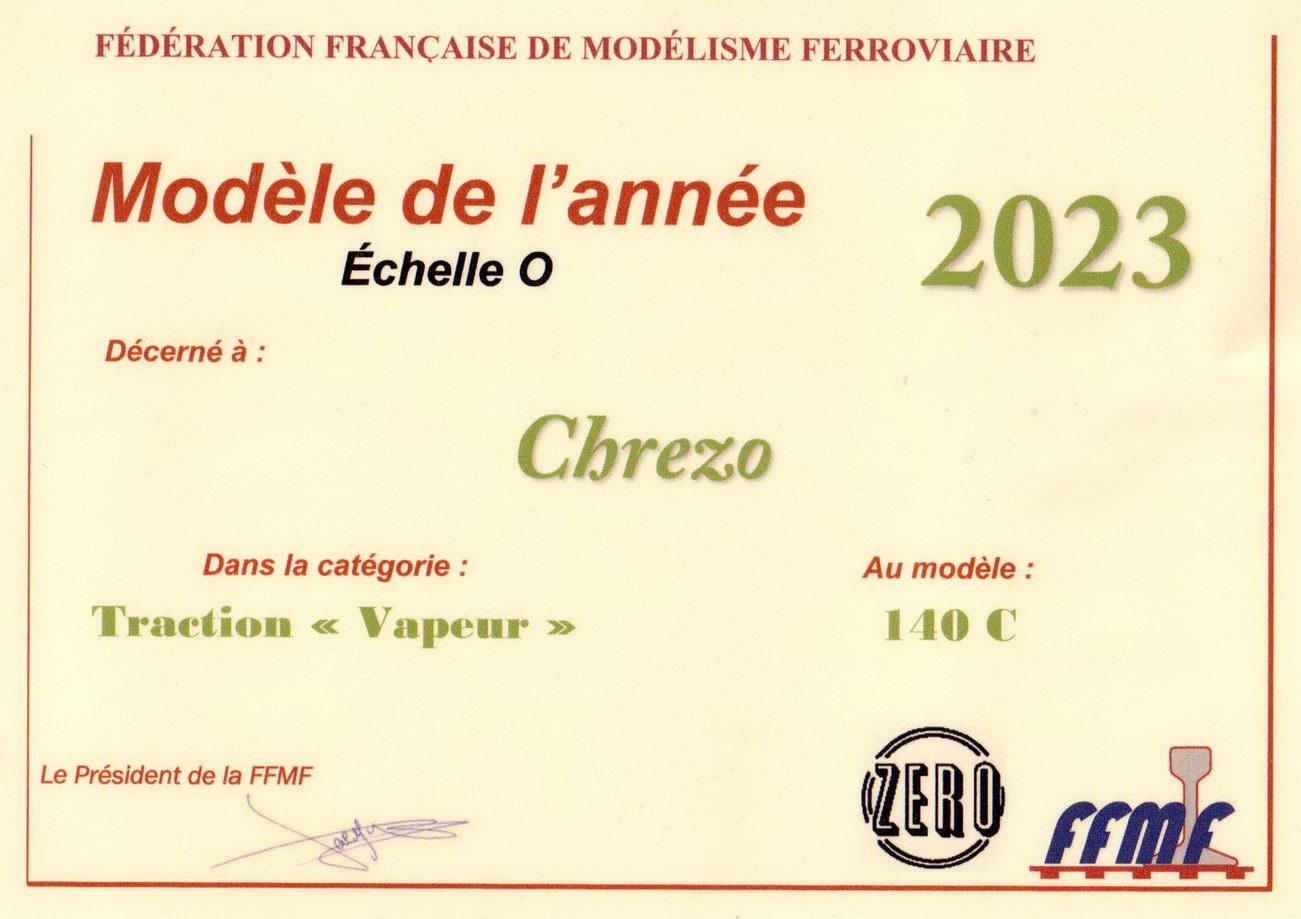 FÉDÉRATION FRANÇAISE DE MODÉLISME FERROVIAIRE
Modèle de l'année
2023
Échelle O
Décerné à :
Chrezo
Dans la catégorie :
Au modèle :
Traction « Vapeur »
140 C
Le Président de la FFMF
ZERO
FFMF